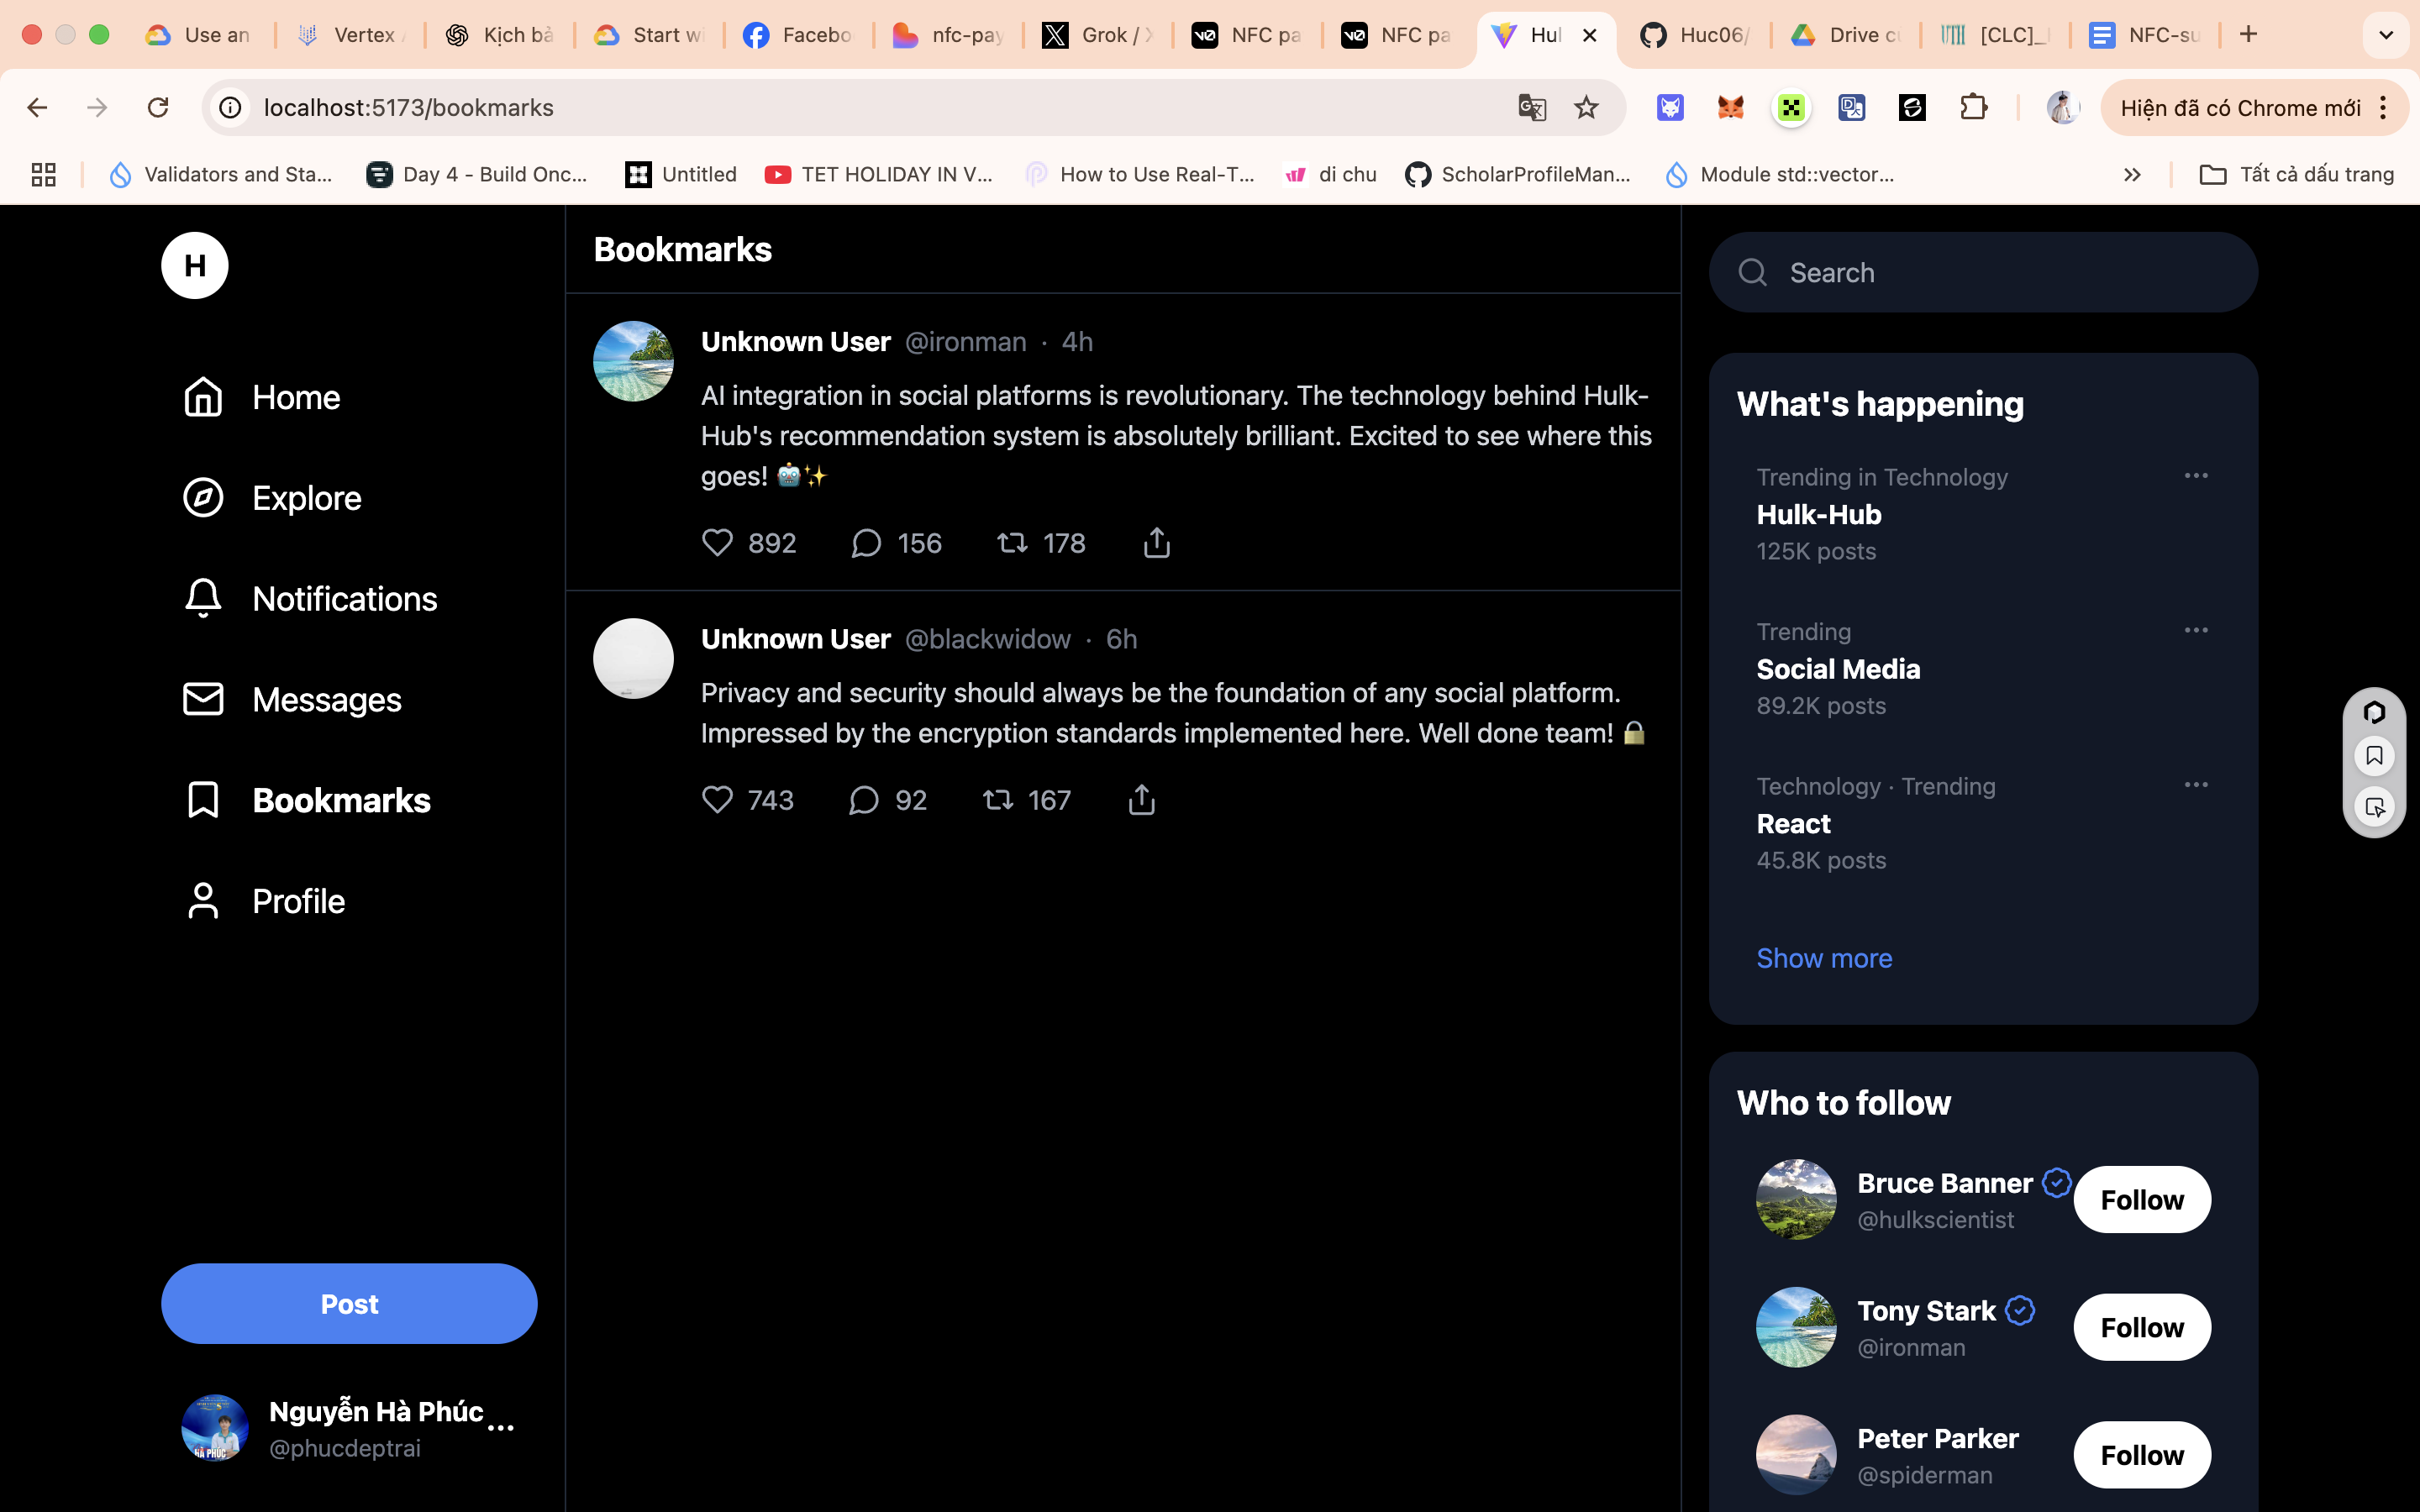 Use an
Vertex
Kịch bả
Start wi
Facebo
nfc-pay
Grok /
NFC pa
NFC pa
Hul
Huc06/
Drive c
[CLC]_
NFC-su
localhost:5173/bookmarks
Hiện đã có Chrome mới
Validators and Sta...
Day 4 - Build Onc...
Untitled
TET HOLIDAY IN V...
How to Use Real-T...
di chu
ScholarProfileMan...
Module std::vector...
Tất cả dấu trang
H
Home
Explore
Notifications
Messages
Bookmarks
Profile
Post
Nguyễn Hà Phúc
@phucdeptrai
HÀ PHÚC
Bookmarks
Unknown User @ironman · 4h
AI integration in social platforms is revolutionary. The technology behind Hulk-
Hub's recommendation system is absolutely brilliant. Excited to see where this
goes! 🤖✨
892 156 178
Unknown User @blackwidow · 6h
Privacy and security should always be the foundation of any social platform.
Impressed by the encryption standards implemented here. Well done team! 🔒
743 92 167
Search
What's happening
Trending in Technology
Hulk-Hub
125K posts
Trending
Social Media
89.2K posts
Technology · Trending
React
45.8K posts
Show more
Who to follow
Bruce Banner
@hulkscientist
Follow
Tony Stark
@ironman
Follow
Peter Parker
@spiderman
Follow